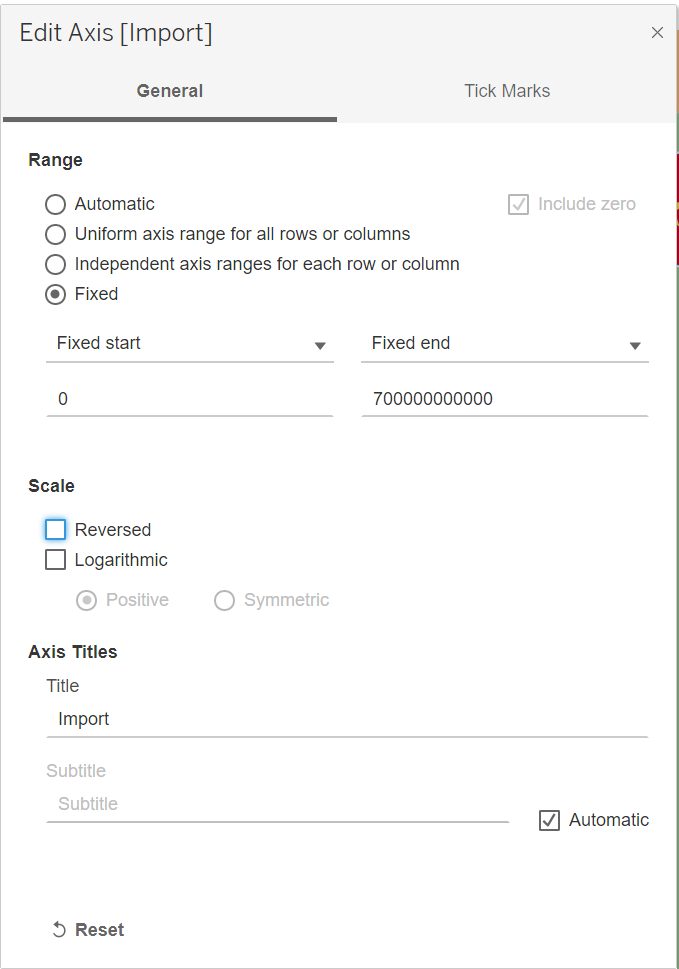 Edit Axis [Import]
General
Tick Marks
Range
Automatic
Include zero
Uniform axis range for all rows or columns
Independent axis ranges for each row or column
Fixed
Fixed start
Fixed end
0
700000000000
Scale
Reversed
Logarithmic
Positive
Symmetric
Axis Titles
Title
Import
Subtitle
Subtitle
Automatic
Reset